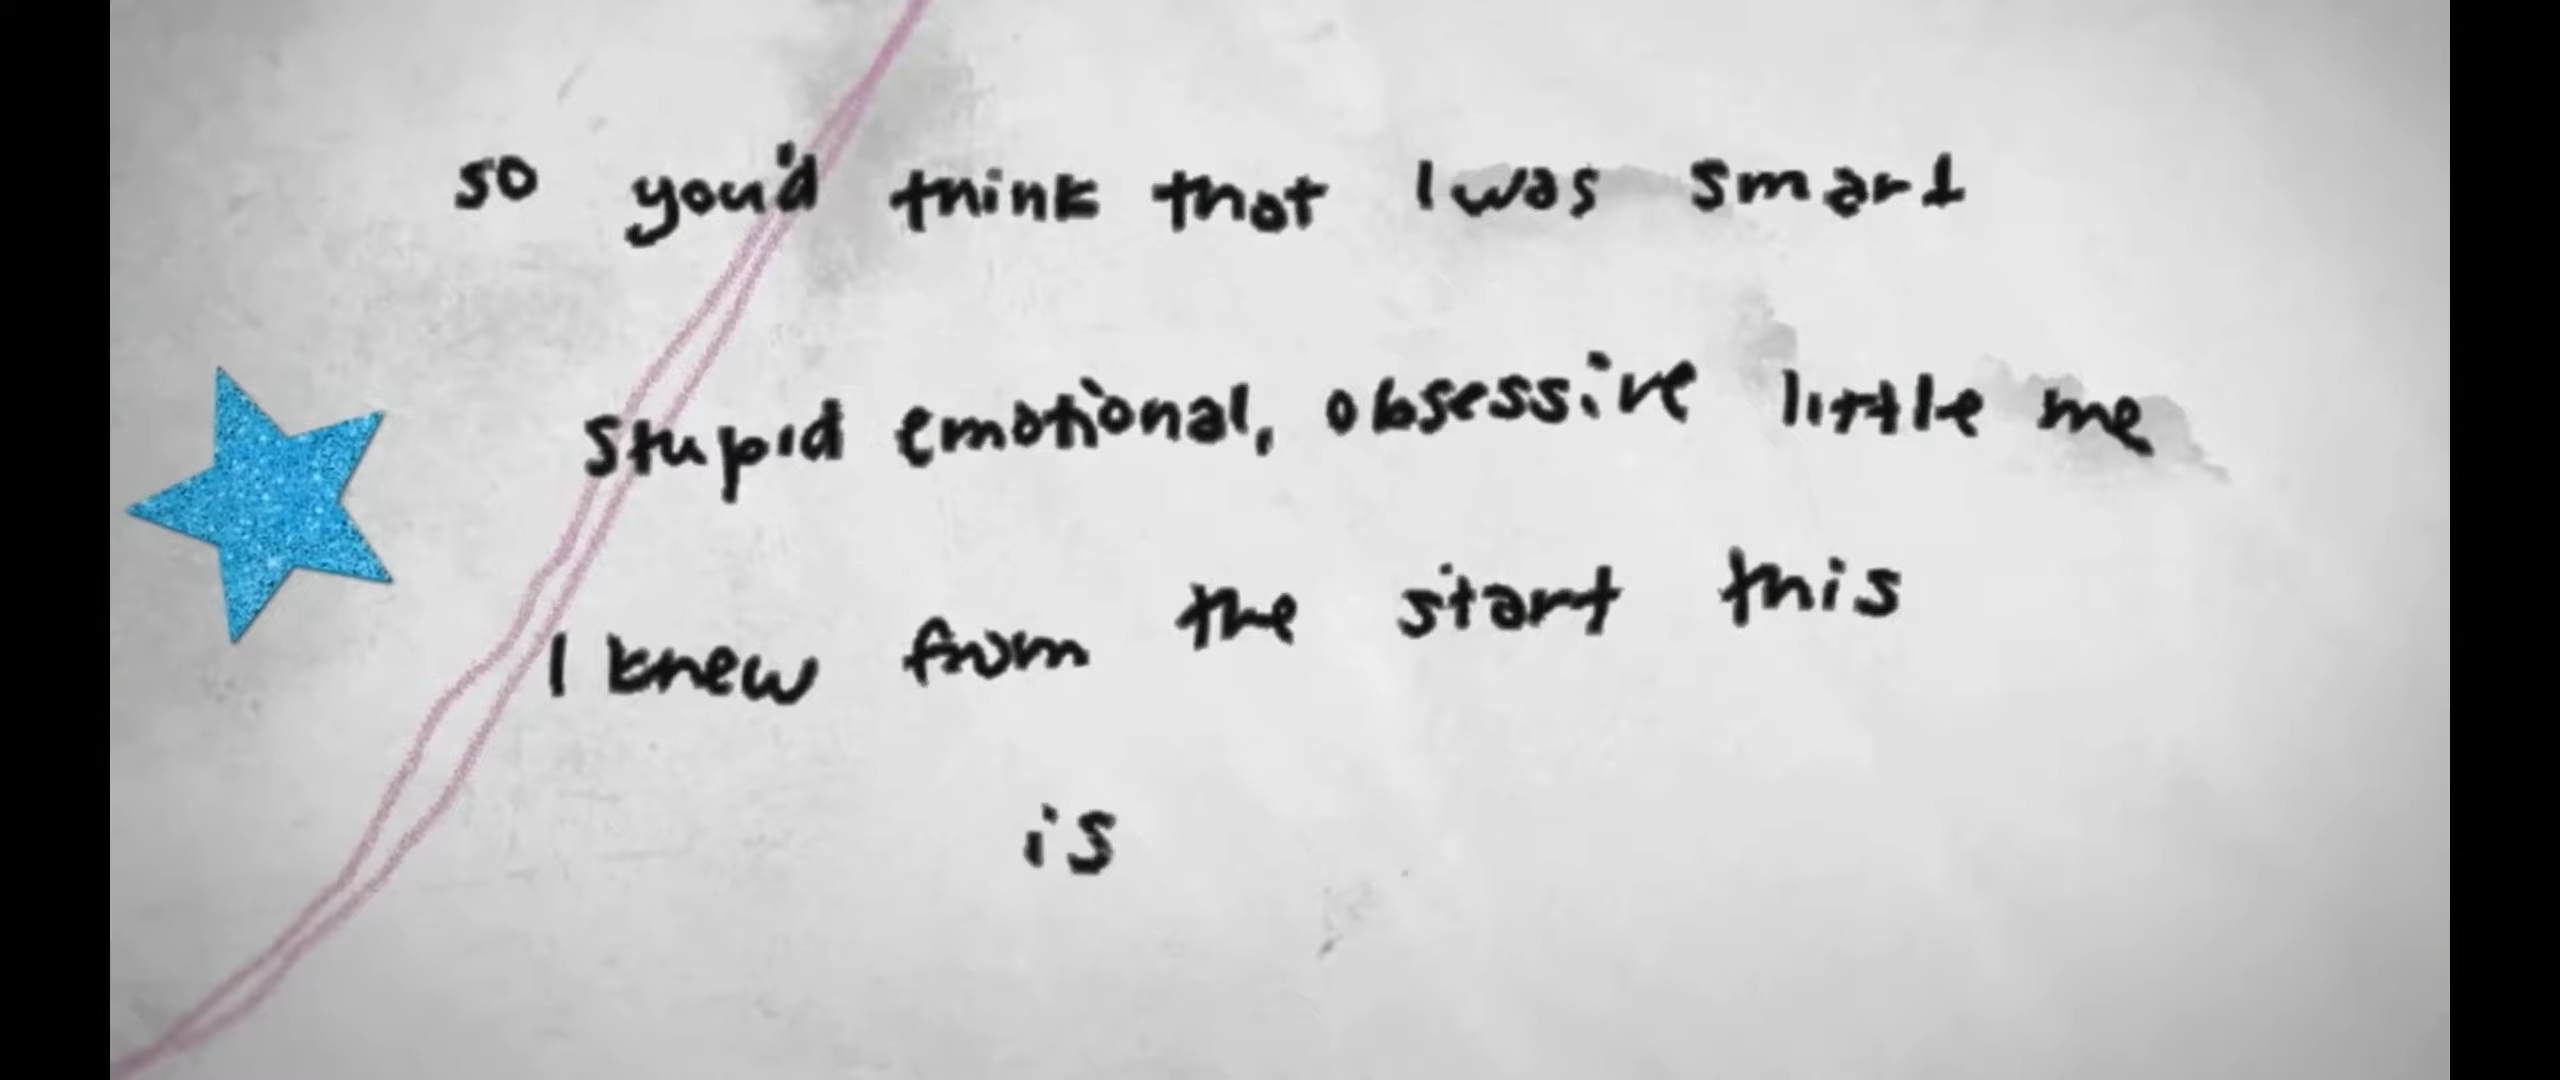 so you'd think that I was smart
stupid emotional, obsessive little me
I knew from the start this
is